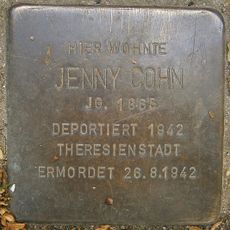 HIER WOHNTE
JENNY COHN
JG. 1865
DEPORTIERT 1942
THERESIENSTADT
ERMORDET 26.8.1942